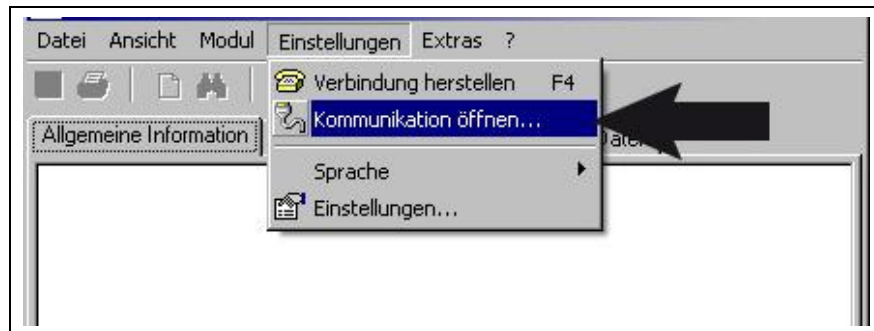 Datei Ansicht Modul Einstellungen Extras ?
Verbindung herstellen F4
Kommunikation öffnen...
Allgemeine Information
Sprache
Einstellungen...